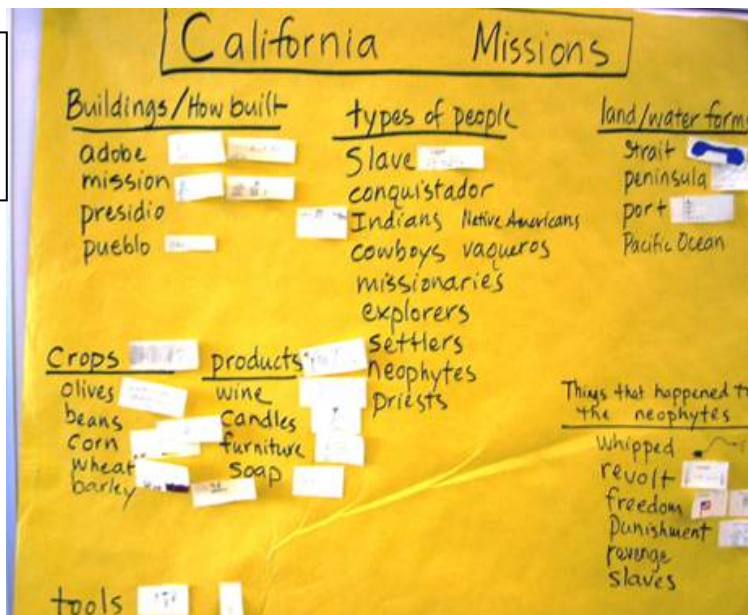 California Missions
Buildings/How built
adobe
mission
presidio
pueblo
types of people
Slave
conquistador
Indians Native Americans
cowboys vaqueros
missionaries
explorers
settlers
neophytes
priests
land/water forms
strait
peninsula
port
Pacific Ocean
Crops
olives
beans
corn
wheat
barley
products
wine
candles
furniture
soap
Things that happened to
the neophytes
whipped
revolt
freedom
Punishment
revenge
slaves
tools